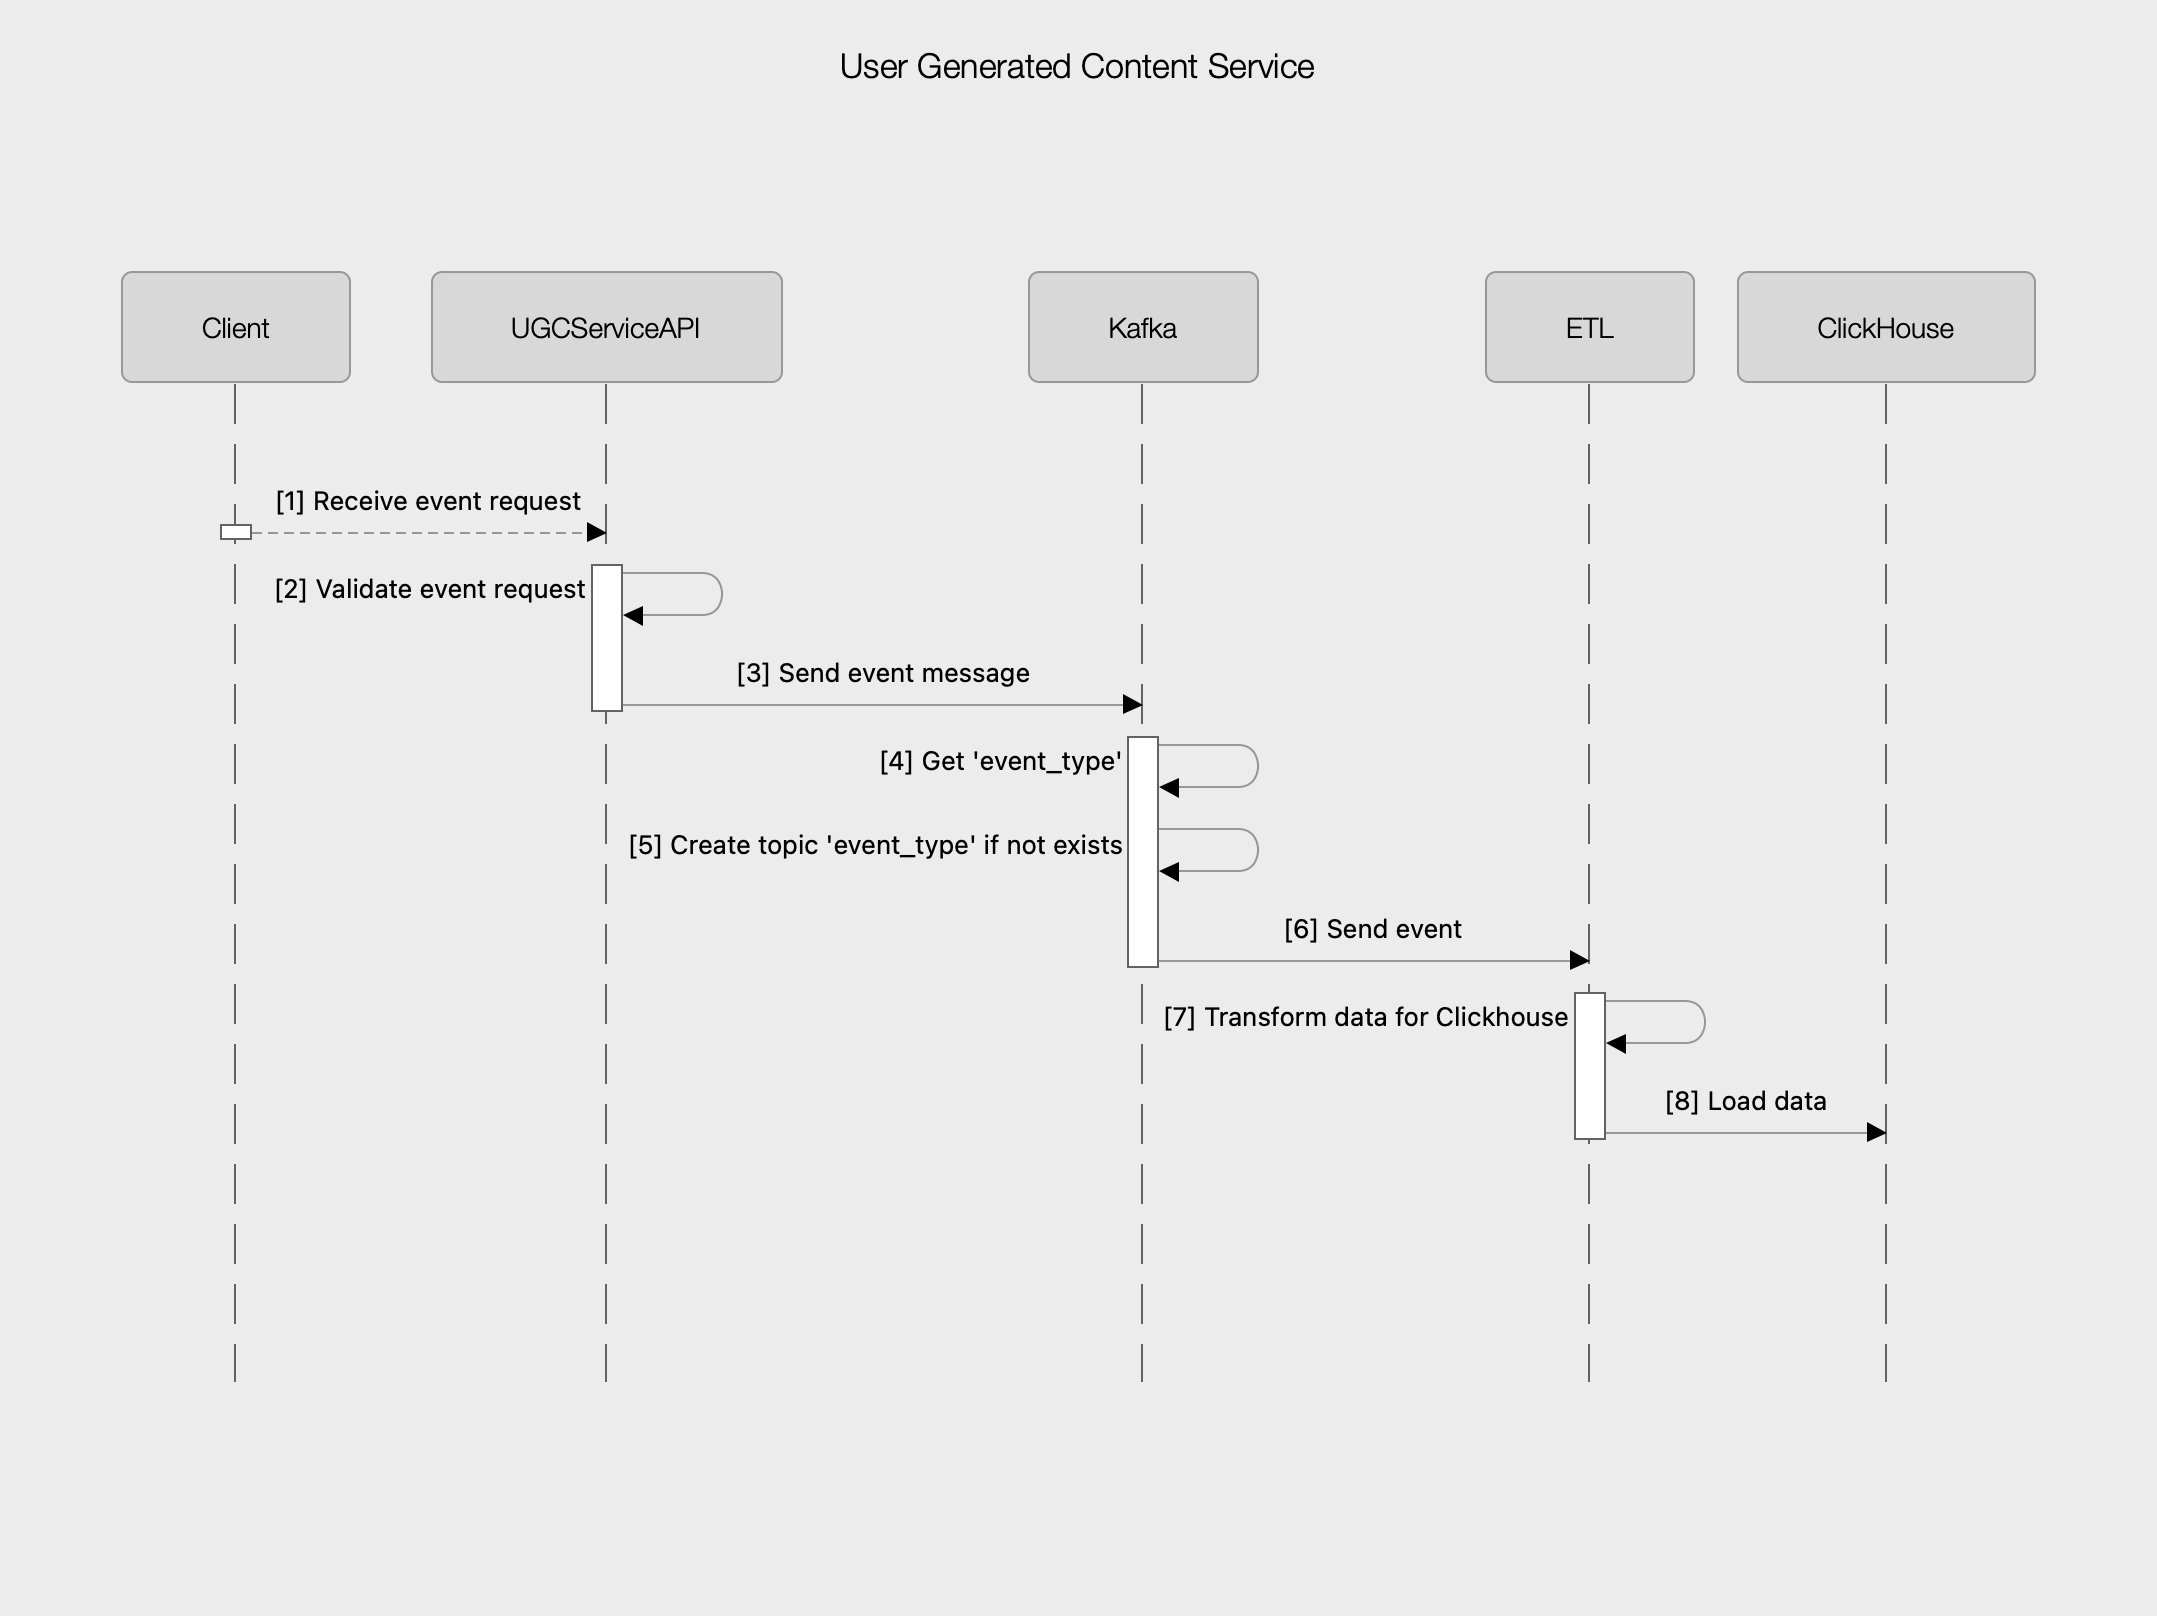 User Generated Content Service
Client
UGCServiceAPI
Kafka
ETL
ClickHouse
[1] Receive event request
[2] Validate event request
[3] Send event message
[4] Get 'event_type'
[5] Create topic 'event_type' if not exists
[6] Send event
[7] Transform data for Clickhouse
[8] Load data